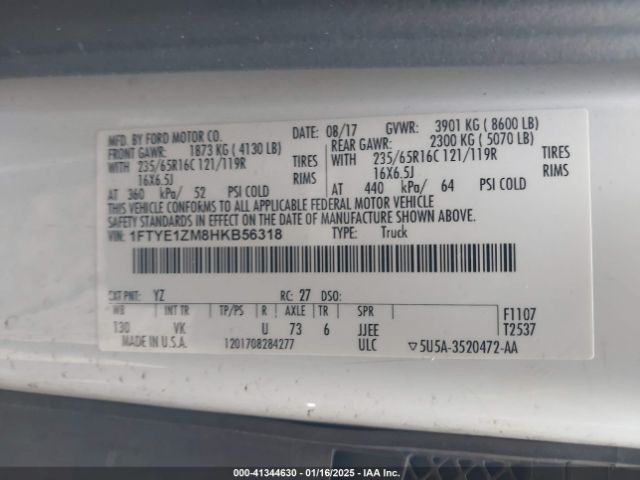 MFD. BY FORD MOTOR CO. DATE: 08/17 GVWR: 3901 KG ( 8600 LB)
FRONT GAWR: 1873 KG ( 4130 LB) REAR GAWR: 2300 KG ( 5070 LB)
WITH 235/65R16C 121/119R TIRES WITH 235/65R16C 121/119R TIRES
16X6.5J RIMS 16X6.5J RIMS
AT 360 kPa/ 52 PSI COLD AT 440 kPa/ 64 PSI COLD
THIS VEHICLE CONFORMS TO ALL APPLICABLE FEDERAL MOTOR VEHICLE
SAFETY STANDARDS IN EFFECT ON THE DATE OF MANUFACTURE SHOWN ABOVE.
VIN: 1FTYE1ZM8HKB56318 TYPE: Truck
EXT PNT: YZ RC: 27 DSO:
WB INT TR TP/PS R AXLE TR SPR F1107
130 VK U 73 6 JJEE T2537
MADE IN U.S.A. 1201708284277 ULC ▽5U5A-3520472-AA
000-41344630 - 01/16/2025 - IAA Inc.